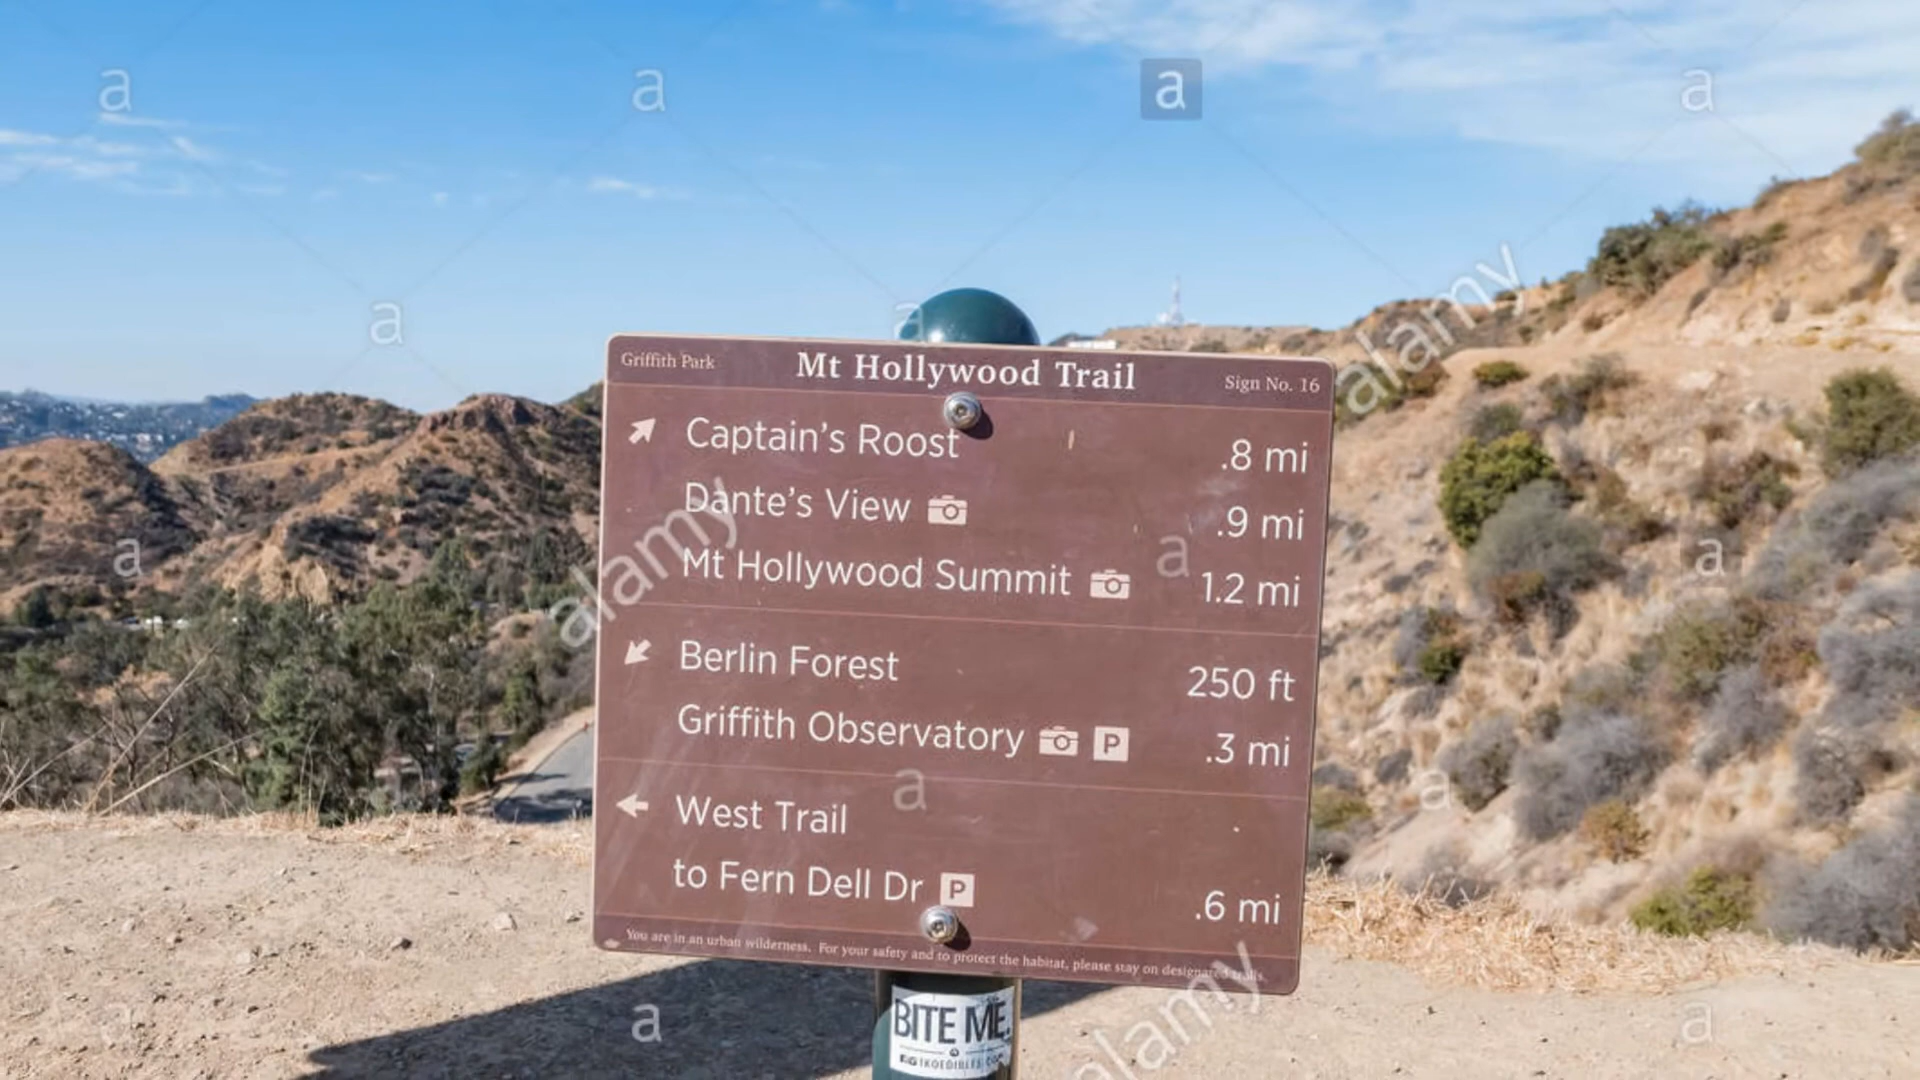 Griffith Park Mt Hollywood Trail Sign No. 16
Captain's Roost .8 mi
Dante's View .9 mi
Mt Hollywood Summit 1.2 mi
Berlin Forest 250 ft
Griffith Observatory P .3 mi
West Trail
to Fern Dell Dr P .6 mi
You are in an urban wilderness. For your safety and to protect the habitat, please stay on designated trails.
BITE ME.
a a a a
a a
alamy
alamy
a a a
a a
a a a
alamy